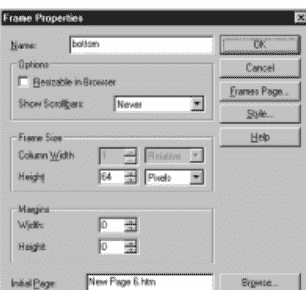 Frame Properties
Name: bottom
OK
Options
Cancel
Resizable in Browser
Frames Page...
Show Scrollbars: Never
Style...
Frame Size
Help
Column Width 1 Relative
Height 64 Pixels
Margins
Width: 0
Height 0
Initial Page: New Page 6.htm
Browse...